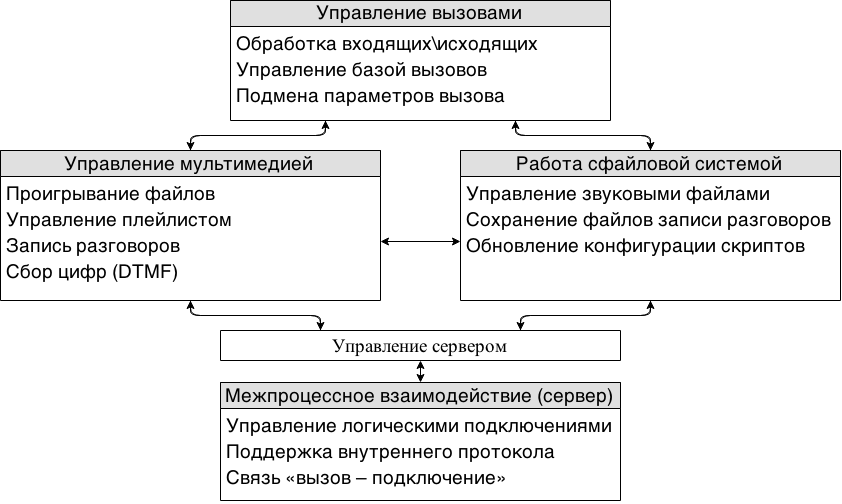 Управление вызовами
Обработка входящих\исходящих
Управление базой вызовов
Подмена параметров вызова
Управление мультимедией
Проигрывание файлов
Управление плейлистом
Запись разговоров
Сбор цифр (DTMF)
Работа сфайловой системой
Управление звуковыми файлами
Сохранение файлов записи разговоров
Обновление конфигурации скриптов
Управление сервером
Межпроцессное взаимодействие (сервер)
Управление логическими подключениями
Поддержка внутреннего протокола
Связь «вызов – подключение»